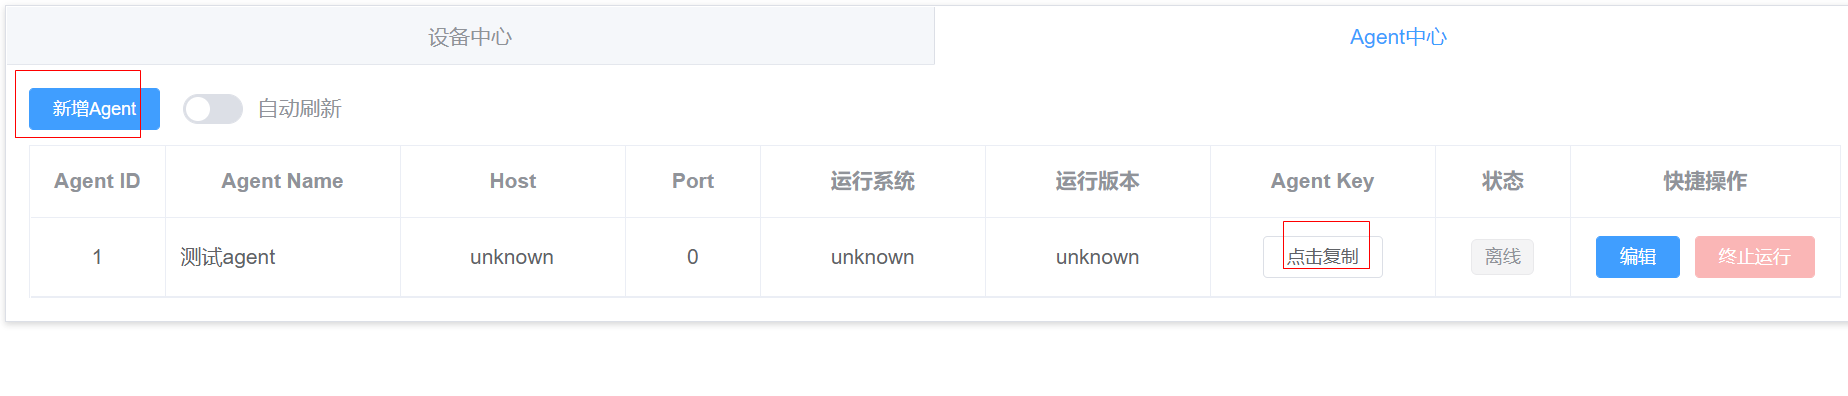 设备中心
Agent中心
新增Agent 自动刷新
Agent ID Agent Name Host Port 运行系统 运行版本 Agent Key 状态 快捷操作
1 测试agent unknown 0 unknown unknown 点击复制 离线 编辑 终止运行